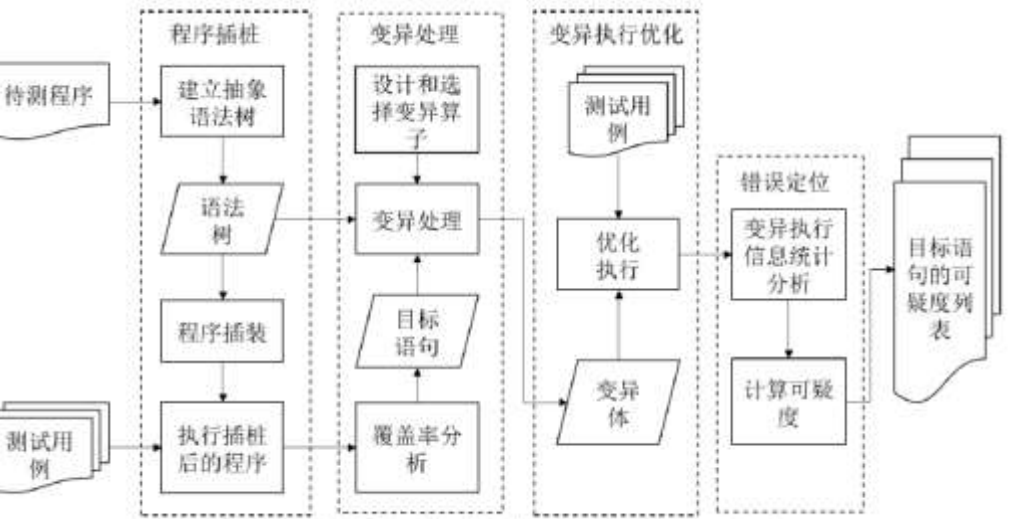 待测程序
测试用
例
程序插桩
建立抽象
语法树
语法
树
程序插装
执行插桩
后的程序
变异处理
设计和选
择变异算
子
变异处理
目标
语句
覆盖率分
析
变异执行优化
测试用
例
优化
执行
变异
体
错误定位
变异执行
信息统计
分析
计算可疑
度
目标语
句的可
疑度列
表